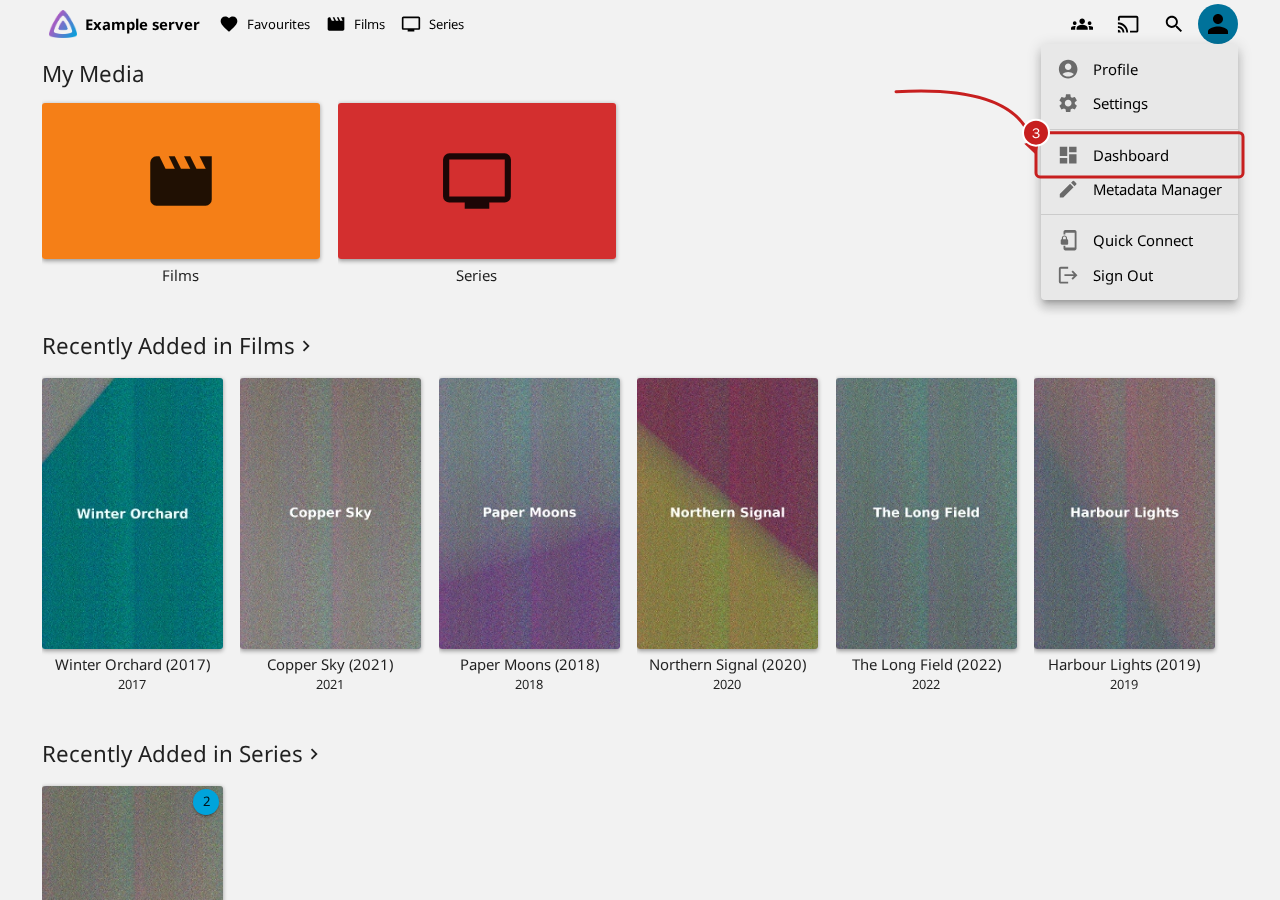 Example server
Favourites
Films
Series
My Media
Films
Series
Profile
Settings
3
Dashboard
Metadata Manager
Quick Connect
Sign Out
Recently Added in Films
Winter Orchard
Copper Sky
Paper Moons
Northern Signal
The Long Field
Harbour Lights
Winter Orchard (2017)
2017
Copper Sky (2021)
2021
Paper Moons (2018)
2018
Northern Signal (2020)
2020
The Long Field (2022)
2022
Harbour Lights (2019)
2019
Recently Added in Series
2